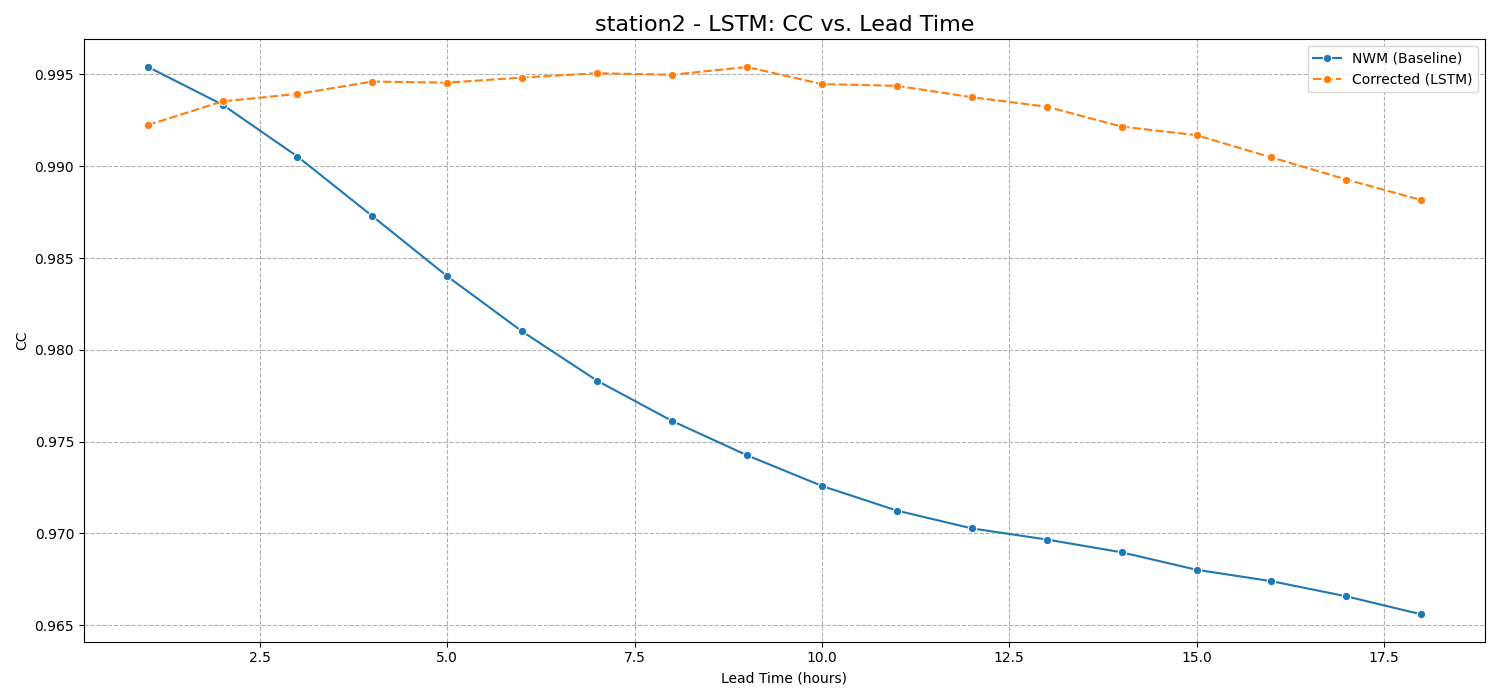 station2 - LSTM: CC vs. Lead Time
NWM (Baseline)
Corrected (LSTM)
0.995
0.990
0.985
0.980
0.975
0.970
0.965
CC
2.5
5.0
7.5
10.0
12.5
15.0
17.5
Lead Time (hours)